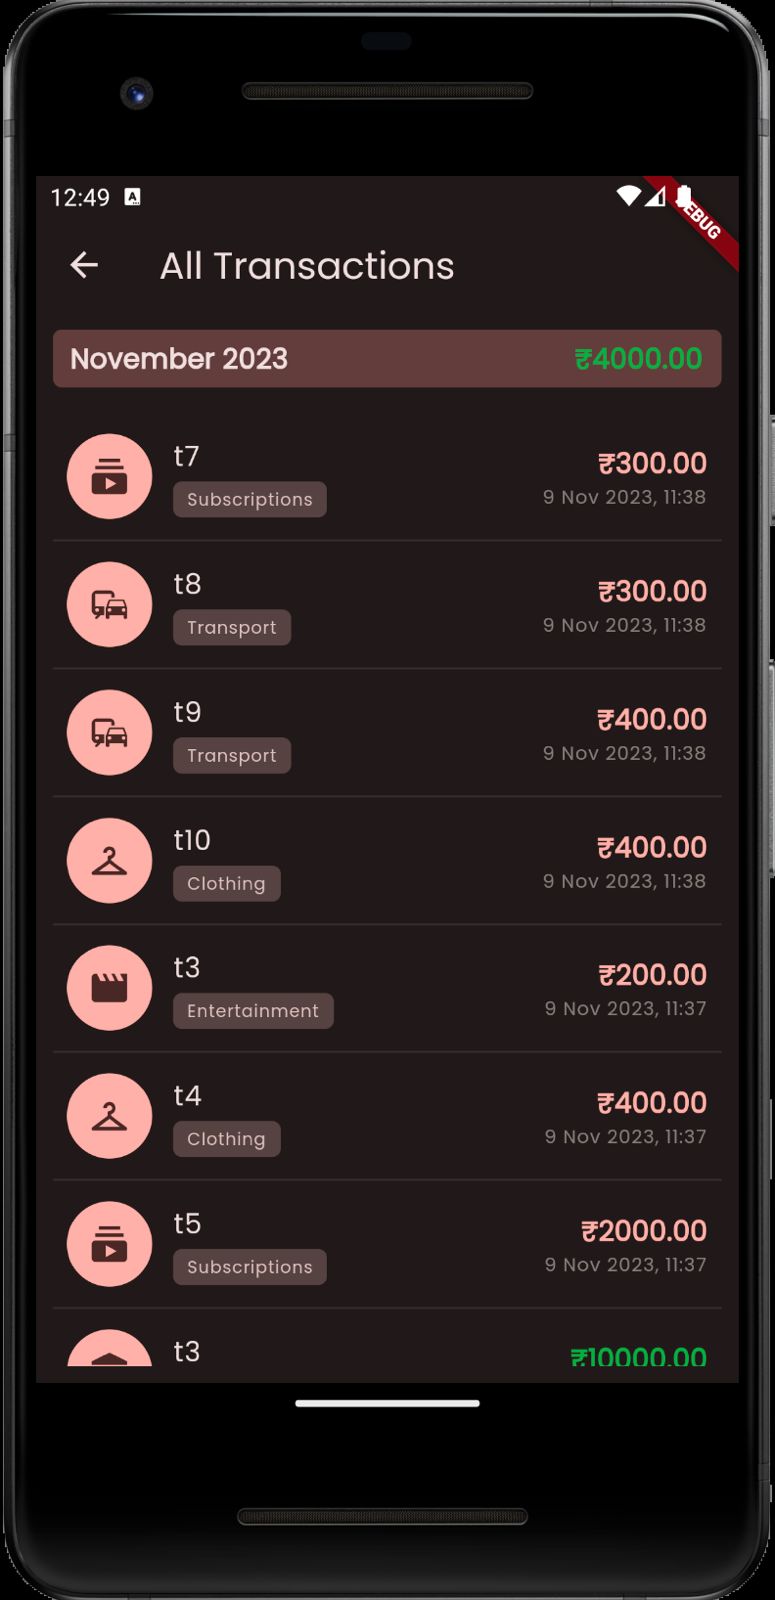 12:49
DEBUG
All Transactions
November 2023 ₹4000.00
t7 ₹300.00
Subscriptions 9 Nov 2023, 11:38
t8 ₹300.00
Transport 9 Nov 2023, 11:38
t9 ₹400.00
Transport 9 Nov 2023, 11:38
t10 ₹400.00
Clothing 9 Nov 2023, 11:38
t3 ₹200.00
Entertainment 9 Nov 2023, 11:37
t4 ₹400.00
Clothing 9 Nov 2023, 11:37
t5 ₹2000.00
Subscriptions 9 Nov 2023, 11:37
t3 ₹10000.00